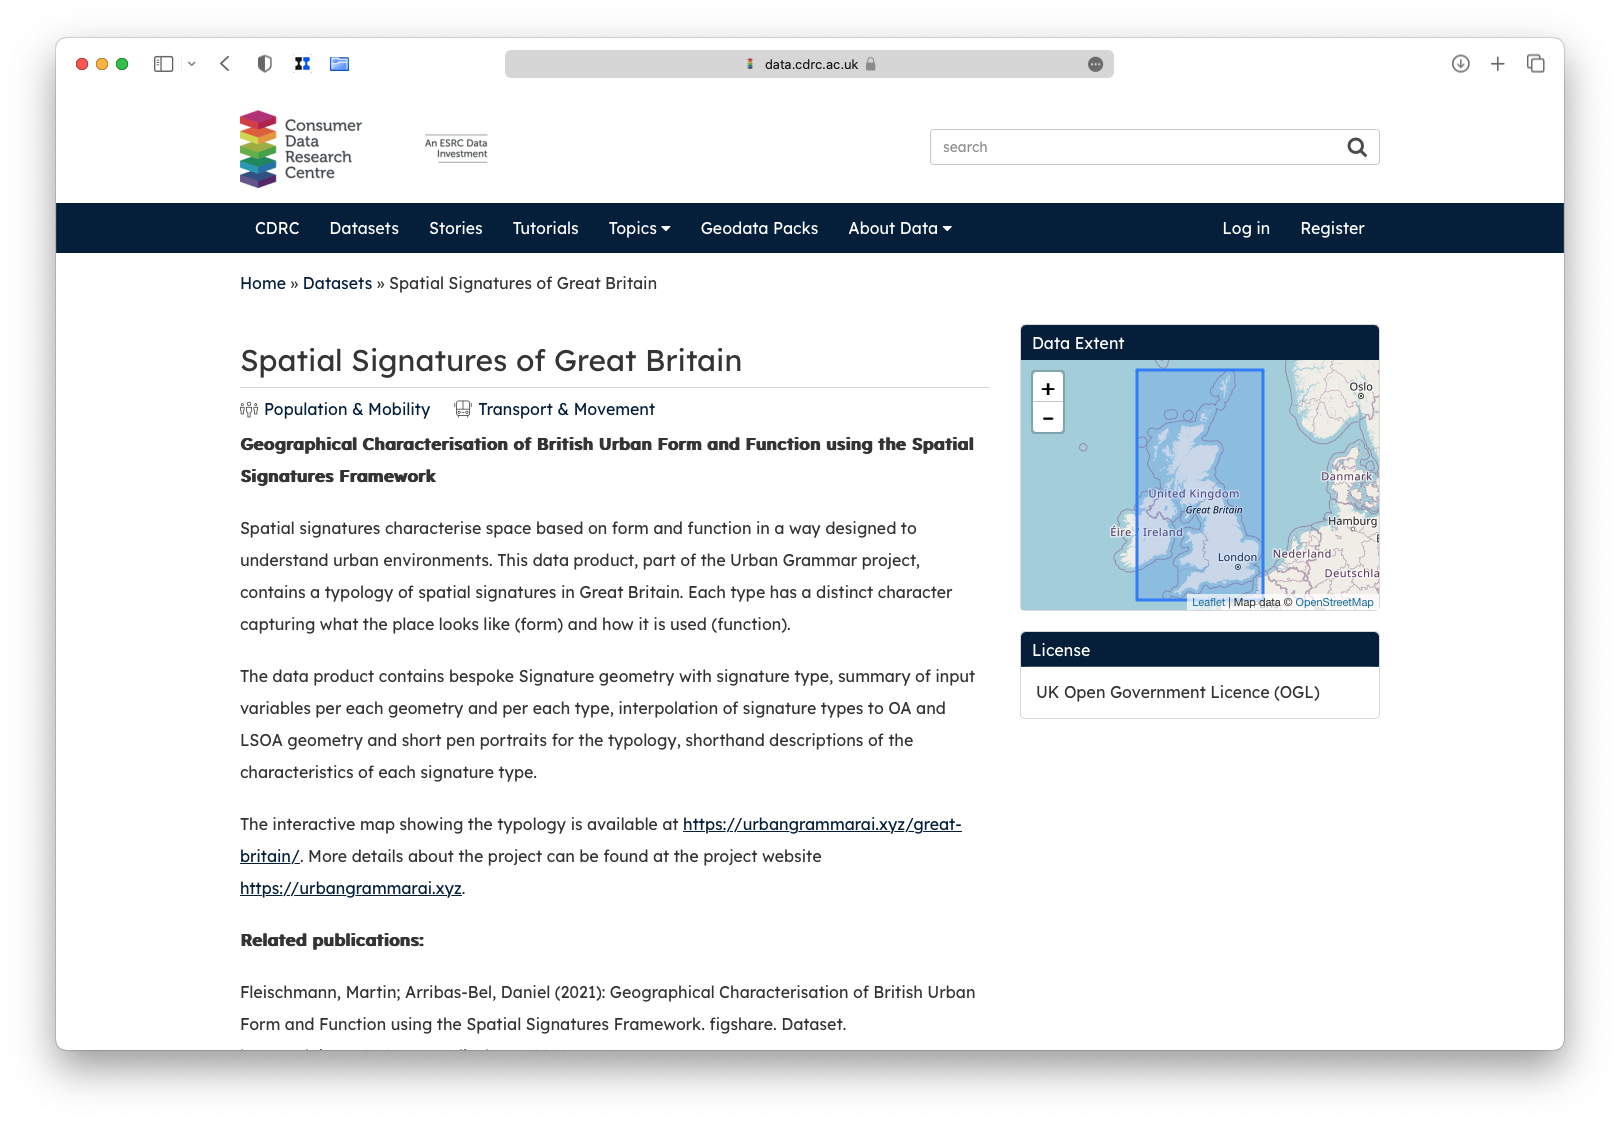 data.cdrc.ac.uk
Consumer
Data
Research
Centre
An ESRC Data
Investment
search
CDRC Datasets Stories Tutorials Topics Geodata Packs About Data Log in Register
Home » Datasets » Spatial Signatures of Great Britain
Spatial Signatures of Great Britain
Population & Mobility Transport & Movement
Geographical Characterisation of British Urban Form and Function using the Spatial
Signatures Framework
Spatial signatures characterise space based on form and function in a way designed to
understand urban environments. This data product, part of the Urban Grammar project,
contains a typology of spatial signatures in Great Britain. Each type has a distinct character
capturing what the place looks like (form) and how it is used (function).
The data product contains bespoke Signature geometry with signature type, summary of input
variables per each geometry and per each type, interpolation of signature types to OA and
LSOA geometry and short pen portraits for the typology, shorthand descriptions of the
characteristics of each signature type.
The interactive map showing the typology is available at https://urbangrammarai.xyz/great-
britain/. More details about the project can be found at the project website
https://urbangrammarai.xyz.
Related publications:
Fleischmann, Martin; Arribas-Bel, Daniel (2021): Geographical Characterisation of British Urban
Form and Function using the Spatial Signatures Framework. figshare. Dataset.
Data Extent
+
−
Oslo
Danmark
United Kingdom
Great Britain
Hamburg
Éire / Ireland
London
Nederland
Deutschla
Leaflet | Map data © OpenStreetMap
License
UK Open Government Licence (OGL)